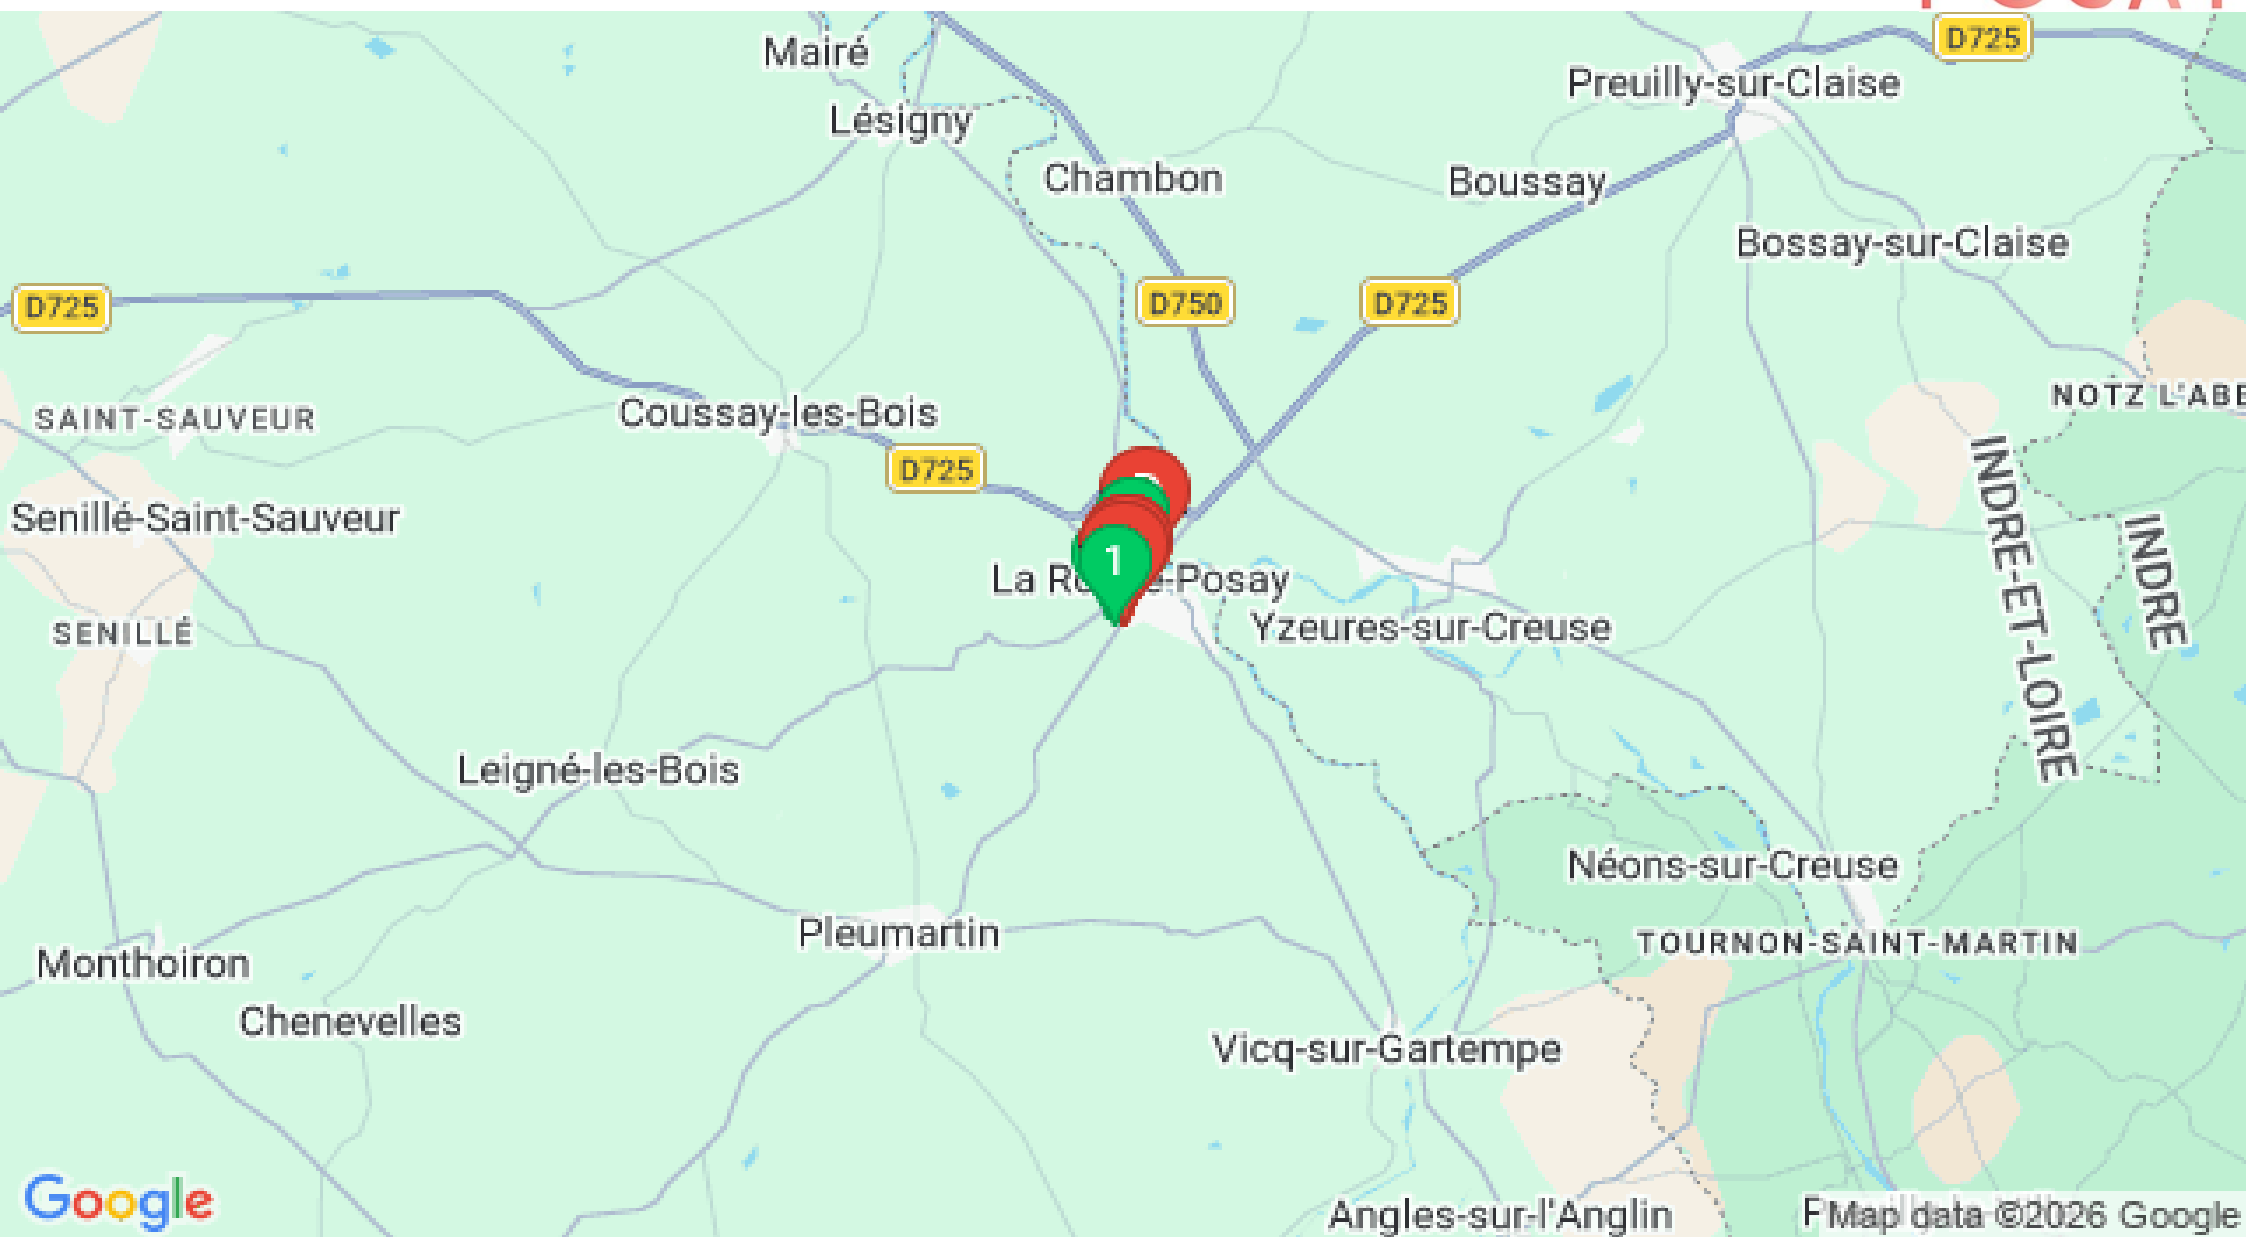 D725
Mairé
Preuilly-sur-Claise
Lésigny
Chambon
Boussay
Bossay-sur-Claise
D725
D750
D725
NOTZ L'ABE
SAINT-SAUVEUR
Coussay-les-Bois
D725
INDRE-ET-LOIRE
INDRE
Senillé-Saint-Sauveur
1
La Ro e-Posay
SENILLÉ
Yzeures-sur-Creuse
Leigné-les-Bois
Néons-sur-Creuse
Pleumartin
TOURNON-SAINT-MARTIN
Monthoiron
Chenevelles
Vicq-sur-Gartempe
Google
Angles-sur-l'Anglin
Map data ©2026 Google